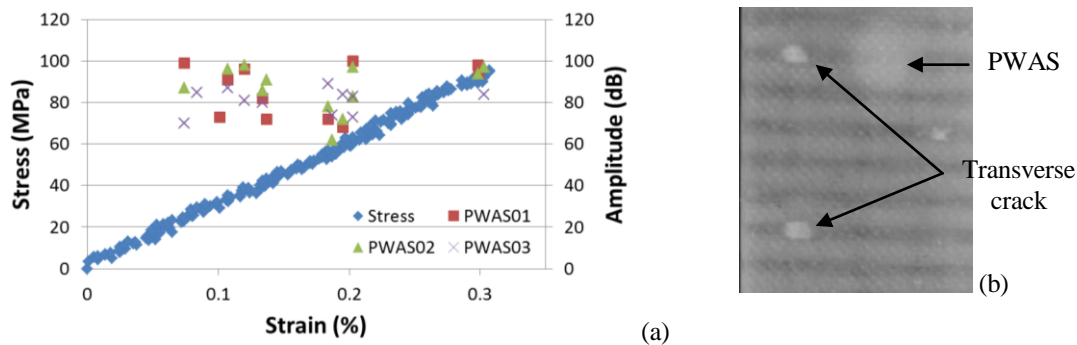 120
100
80
60
40
20
0
Stress (MPa)
0
0.1
0.2
0.3
Strain (%)
120
100
80
60
40
20
0
Amplitude (dB)
Stress
PWAS01
PWAS02
PWAS03
(a)
PWAS
Transverse
crack
(b)